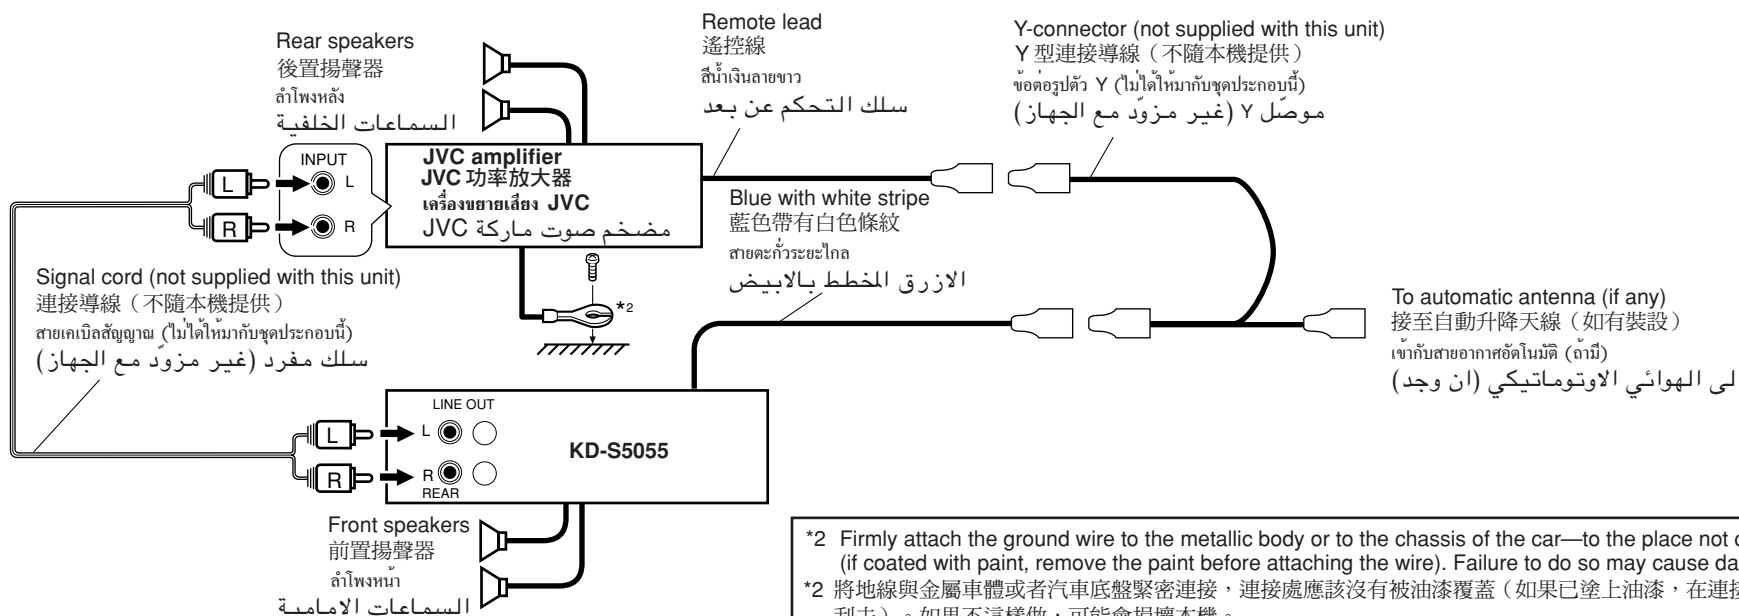 Rear speakers
後置揚聲器
ลำโพงหลัง
السماعات الخلفية
Remote lead
遙控線
สีน้ำเงินลายขาว
سلك التحكم عن بعد
Y-connector (not supplied with this unit)
Y 型連接導線（不隨本機提供）
ข้อต่อรูปตัว Y (ไม่ได้ให้มากับชุดประกอบนี้)
موصّل Y (غير مزوّد مع الجهاز)
INPUT
L
R
L
R
JVC amplifier
JVC 功率放大器
เครื่องขยายเสียง JVC
مضخم صوت ماركة JVC
Blue with white stripe
藍色帶有白色條紋
สายตะกั่วระยะไกล
الازرق المخطط بالابيض
*2
Signal cord (not supplied with this unit)
連接導線（不隨本機提供）
สายเคเบิลสัญญาณ (ไม่ได้ให้มากับชุดประกอบนี้)
سلك مفرد (غير مزوّد مع الجهاز)
To automatic antenna (if any)
接至自動升降天線（如有裝設）
เข้ากับสายอากาศอัตโนมัติ (ถ้ามี)
لى الهوائي الاوتوماتيكي (ان وجد)
LINE OUT
L
L
R
R
REAR
KD-S5055
Front speakers
前置揚聲器
ลำโพงหน้า
السماعات الامامية
*2 Firmly attach the ground wire to the metallic body or to the chassis of the car—to the place not
(if coated with paint, remove the paint before attaching the wire). Failure to do so may cause
*2 將地線與金屬車體或者汽車底盤緊密連接，連接處應該沒有被油漆覆蓋（如果已塗上油漆，在連接
刮去）。如果不這樣做，可能會損壞本機。